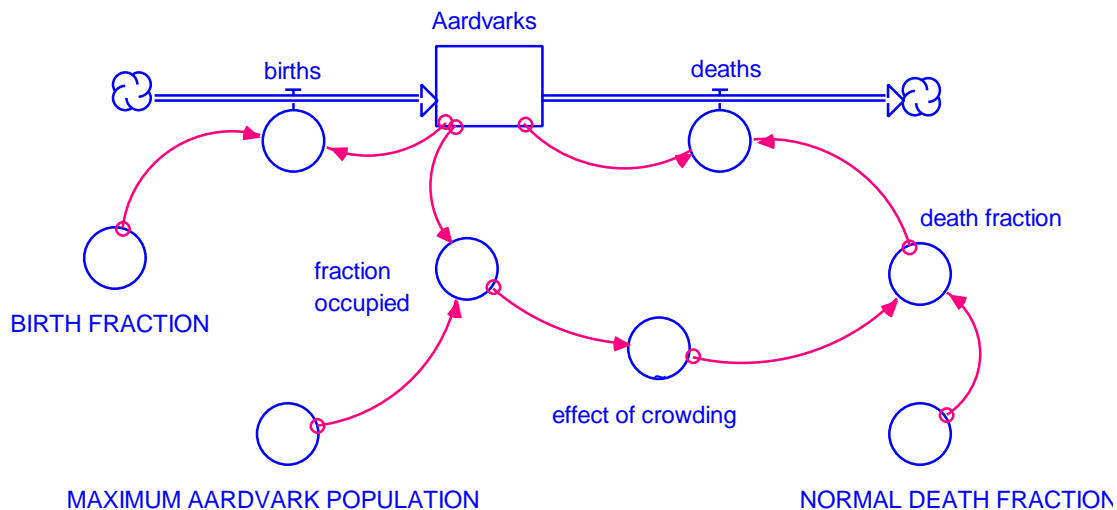 Aardvarks
births
deaths
death fraction
fraction
occupied
BIRTH FRACTION
effect of crowding
MAXIMUM AARDVARK POPULATION
NORMAL DEATH FRACTION